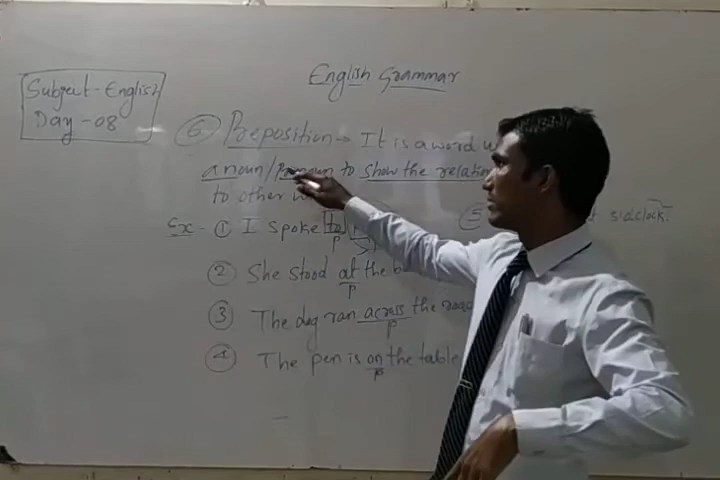 English Grammar
Subject - English
Day - 08
⑥ Preposition → It is a word
a noun/pronoun to show the relation
to other
Ex - ① I spoke to
P
② She stood at the
P
③ The dog ran across the road
P
④ The pen is on the table
P
⑤